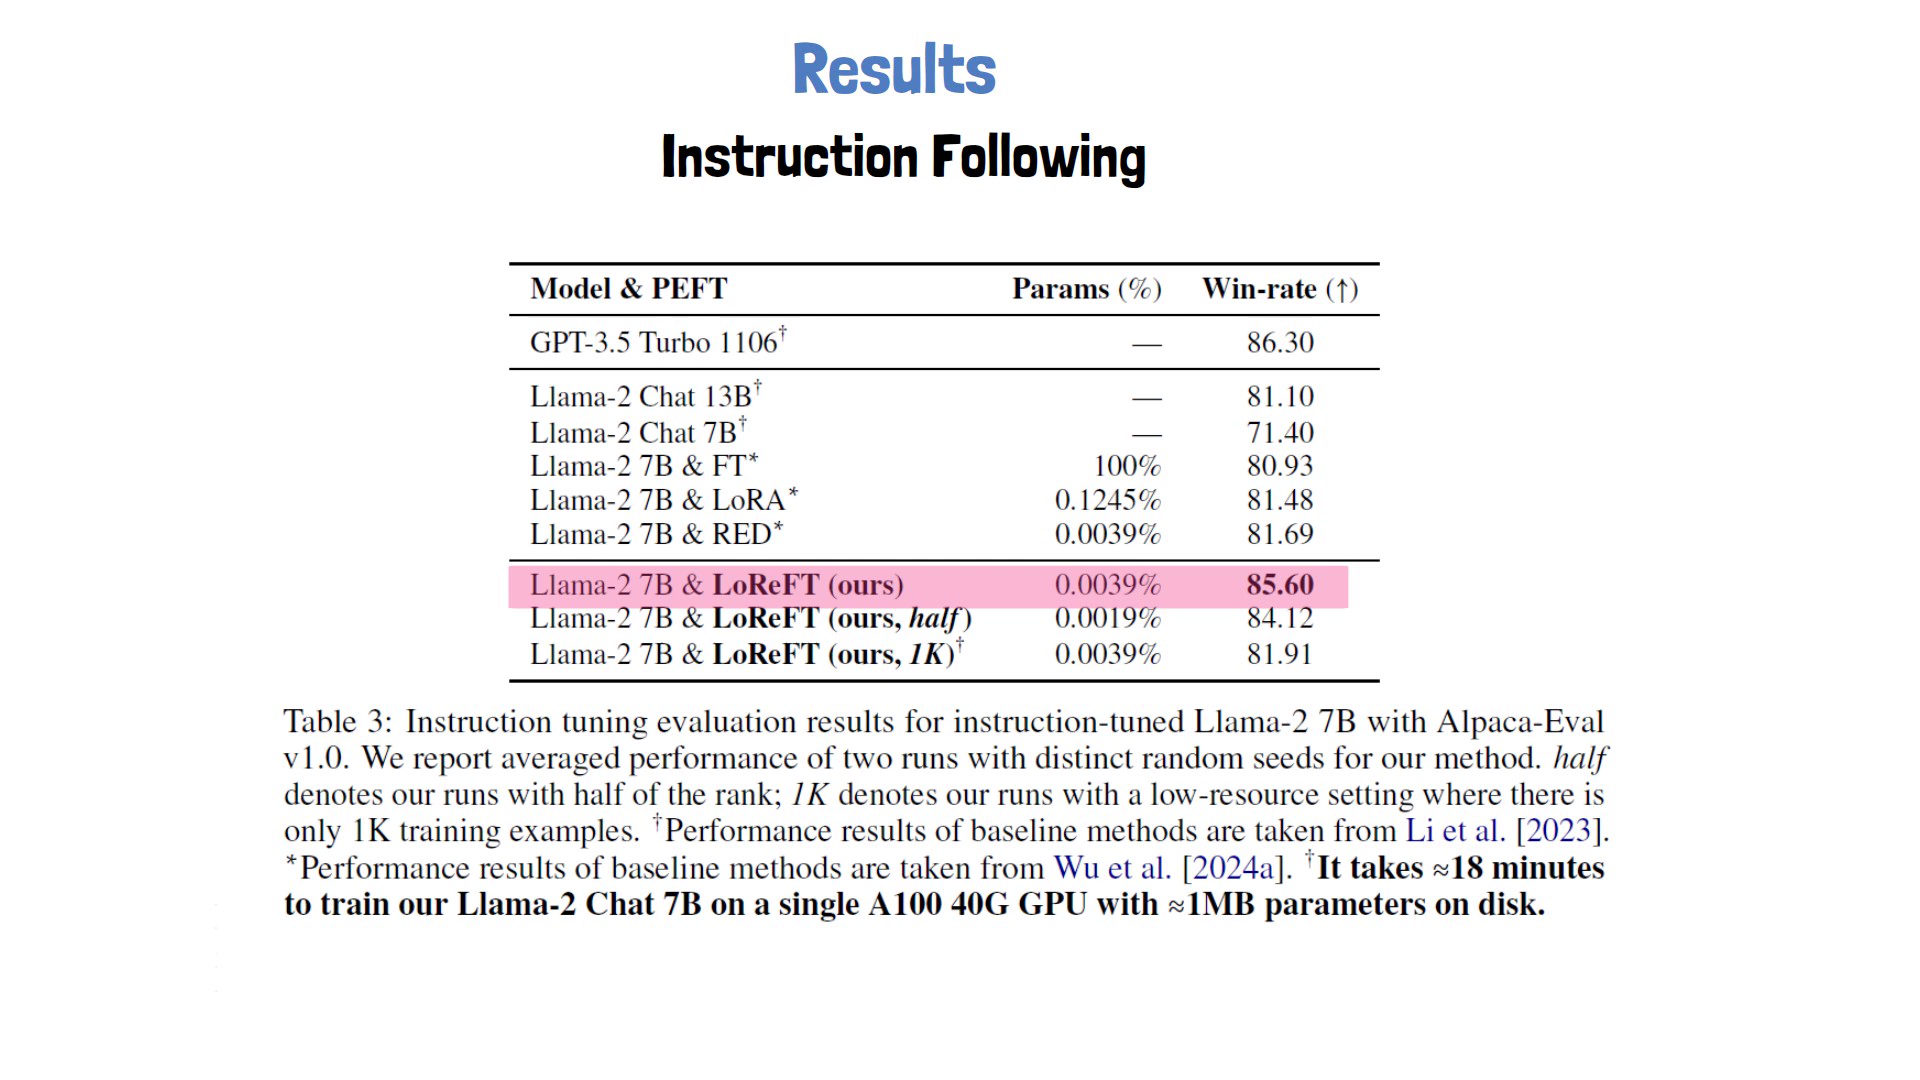 Results
Instruction Following
Model & PEFT Params (%) Win-rate (↑)
GPT-3.5 Turbo 1106† — 86.30
Llama-2 Chat 13B† — 81.10
Llama-2 Chat 7B† — 71.40
Llama-2 7B & FT* 100% 80.93
Llama-2 7B & LoRA* 0.1245% 81.48
Llama-2 7B & RED* 0.0039% 81.69
Llama-2 7B & LoReFT (ours) 0.0039% 85.60
Llama-2 7B & LoReFT (ours, half) 0.0019% 84.12
Llama-2 7B & LoReFT (ours, 1K)† 0.0039% 81.91
Table 3: Instruction tuning evaluation results for instruction-tuned Llama-2 7B with Alpaca-Eval
v1.0. We report averaged performance of two runs with distinct random seeds for our method. half
denotes our runs with half of the rank; 1K denotes our runs with a low-resource setting where there is
only 1K training examples. †Performance results of baseline methods are taken from Li et al. [2023].
*Performance results of baseline methods are taken from Wu et al. [2024a]. †It takes ≈18 minutes
to train our Llama-2 Chat 7B on a single A100 40G GPU with ≈1MB parameters on disk.